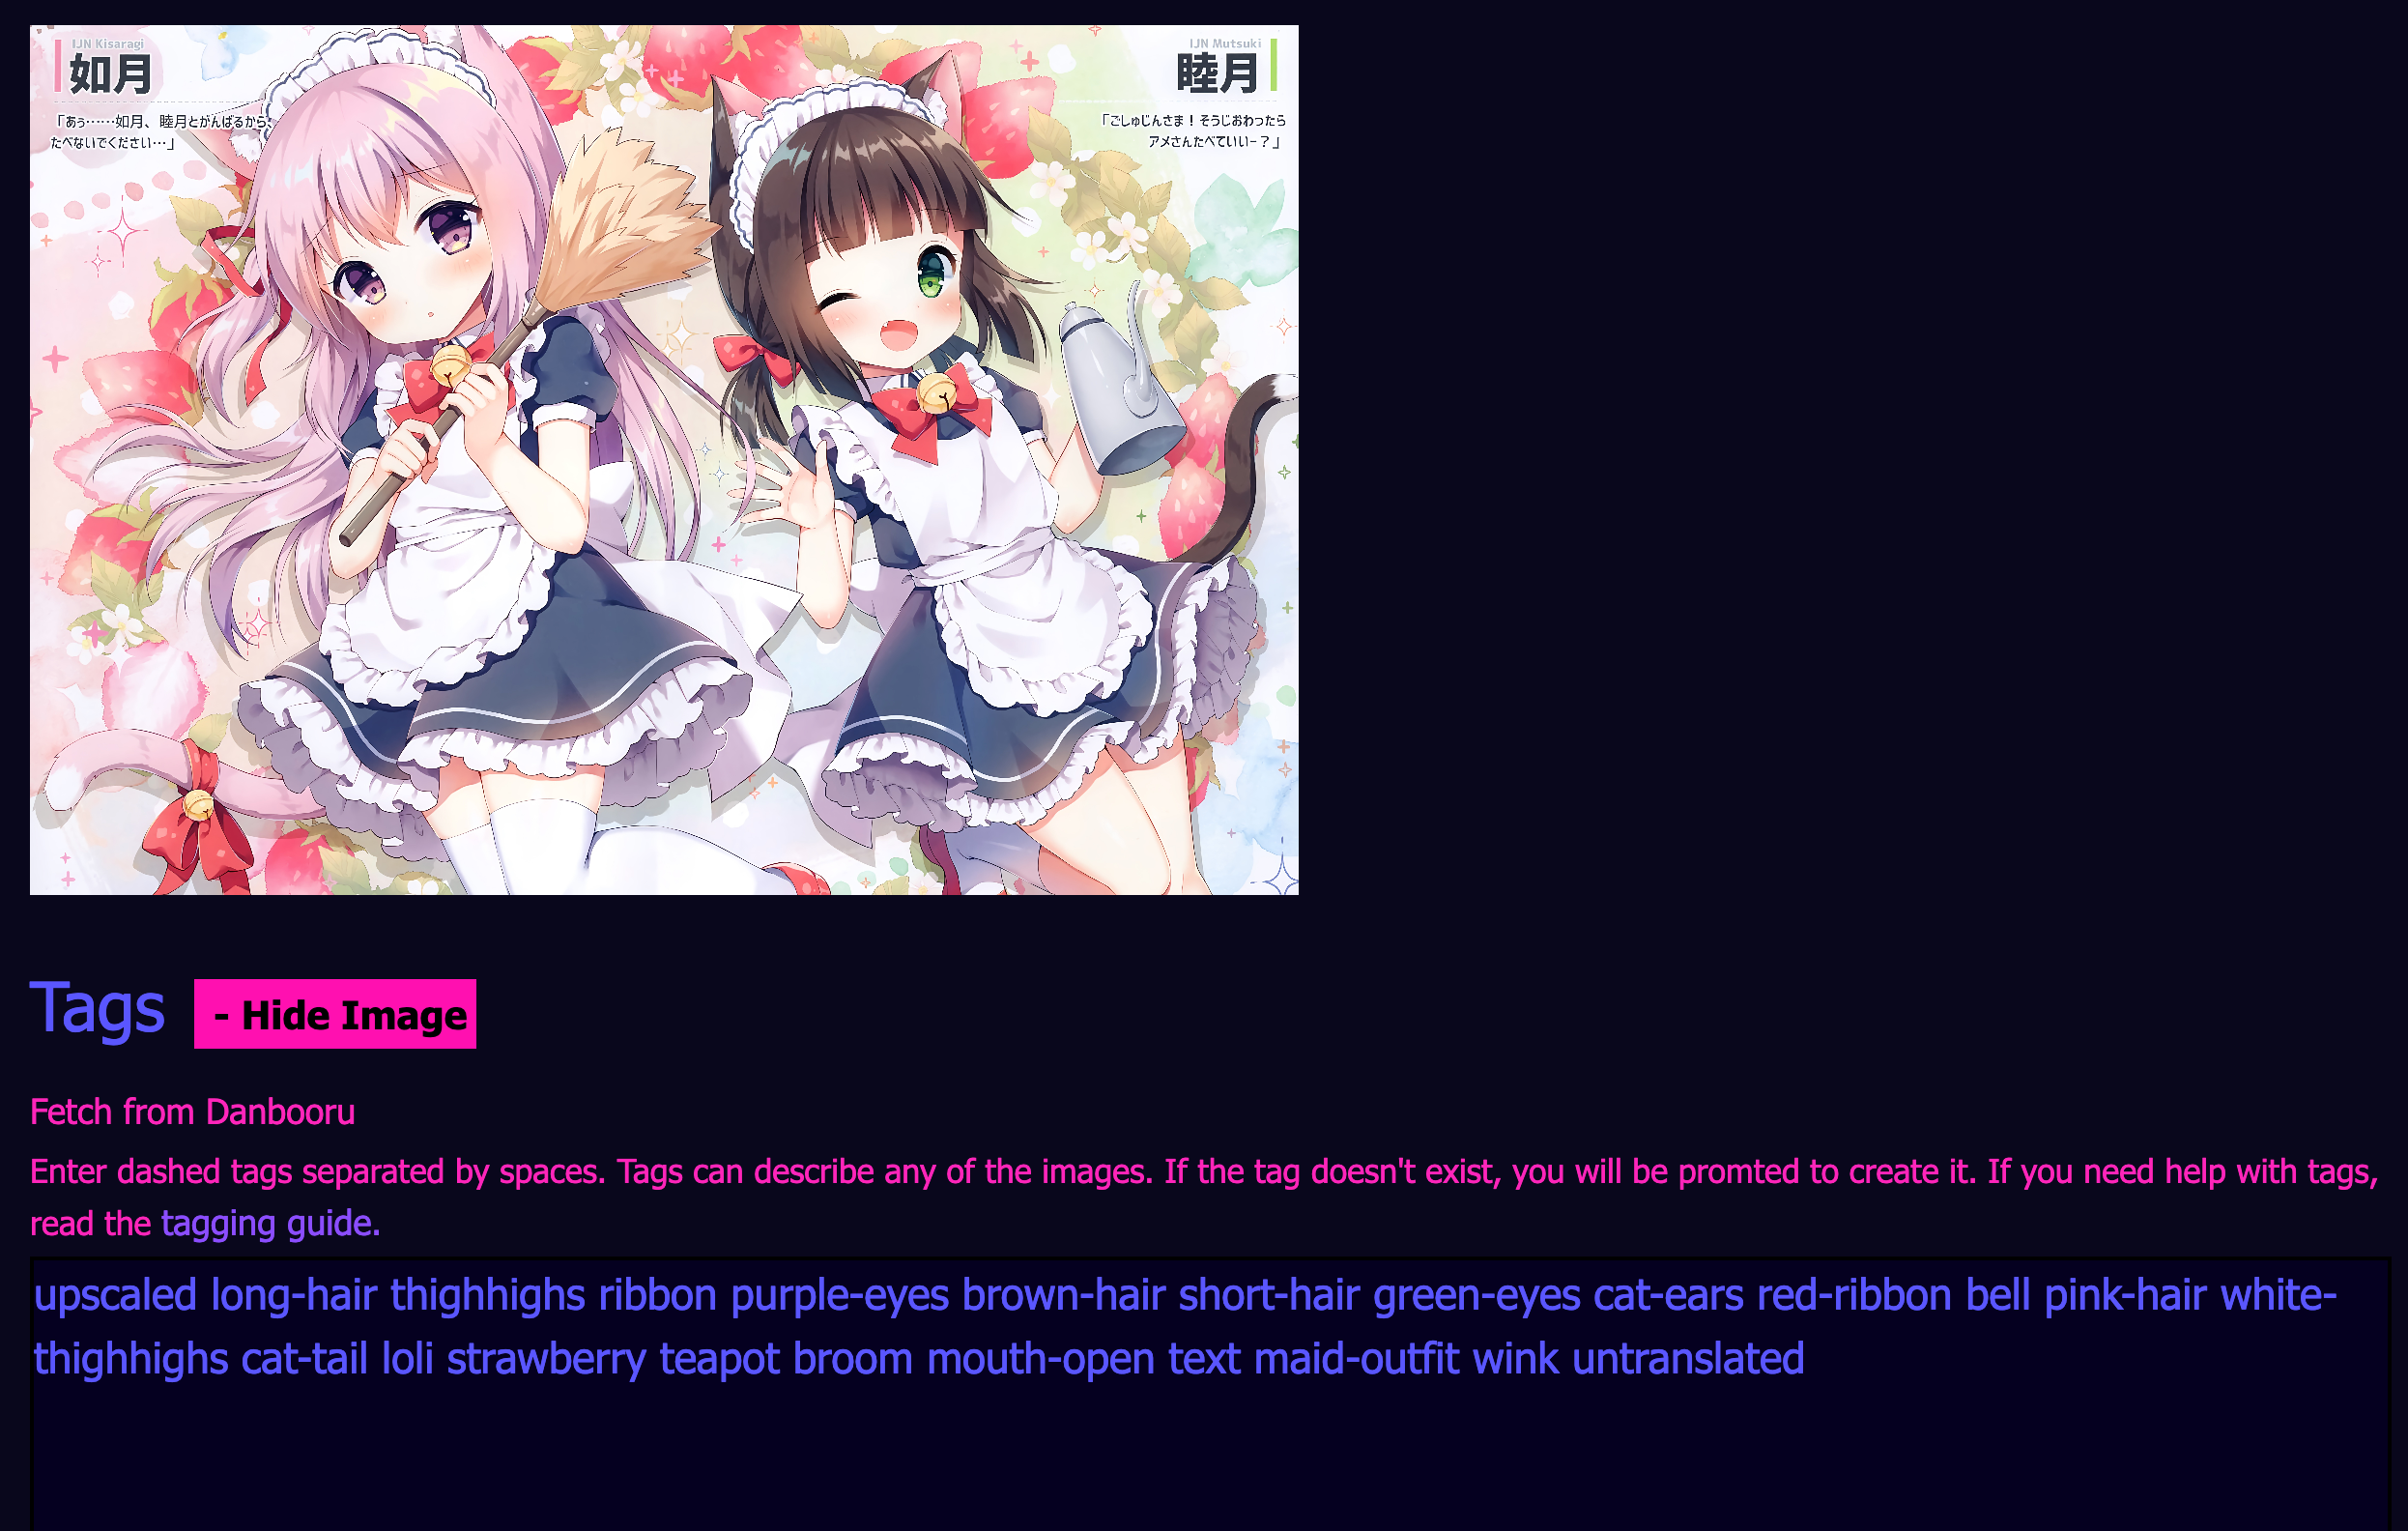 IJN Kisaragi
如月
「あぅ……如月、睦月とがんばるから、
たべないでください…」
IJN Mutsuki
睦月
「ごしゅじんさま！そうじおわったら
アメさんたべていいー？」
Tags
- Hide Image
Fetch from Danbooru
Enter dashed tags separated by spaces. Tags can describe any of the images. If the tag doesn't exist, you will be promted to create it. If you need help with tags,
read the tagging guide.
upscaled long-hair thighhighs ribbon purple-eyes brown-hair short-hair green-eyes cat-ears red-ribbon bell pink-hair white-
thighhighs cat-tail loli strawberry teapot broom mouth-open text maid-outfit wink untranslated